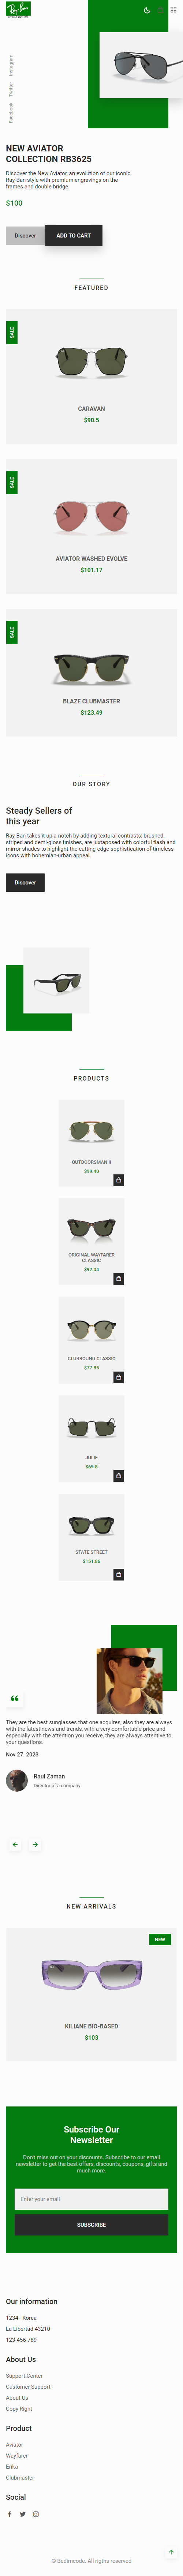 Ray-Ban
Instagram
Twitter
Facebook
NEW AVIATOR
COLLECTION RB3625
Discover the New Aviator, an evolution of our iconic
Ray-Ban style with premium engravings on the
frames and double bridge.
$100
Discover
ADD TO CART
FEATURED
SALE
CARAVAN
$90.5
SALE
AVIATOR WASHED EVOLVE
$101.17
SALE
BLAZE CLUBMASTER
$123.49
OUR STORY
Steady Sellers of
this year
Ray-Ban takes it up a notch by adding textural contrasts: brushed,
striped and demi-gloss finishes, are juxtaposed with colorful flash and
mirror shades to highlight the cutting-edge sophistication of timeless
icons with bohemian-urban appeal.
Discover
PRODUCTS
OUTDOORSMAN II
$99.40
ORIGINAL WAYFARER
CLASSIC
$92.04
CLUBROUND CLASSIC
$77.85
JULIE
$69.8
STATE STREET
$151.86
They are the best sunglasses that one acquires, also they are always
with the latest news and trends, with a very comfortable price and
especially with the attention you receive, they are always attentive to
your questions.
Nov 27. 2023
Raul Zaman
Director of a company
NEW ARRIVALS
NEW
KILIANE BIO-BASED
$103
Subscribe Our
Newsletter
Don't miss out on your discounts. Subscribe to our email
newsletter to get the best offers, discounts, coupons, gifts and
much more.
Enter your email
SUBSCRIBE
Our information
1234 - Korea
La Libertad 43210
123-456-789
About Us
Support Center
Customer Support
About Us
Copy Right
Product
Aviator
Wayfarer
Erika
Clubmaster
Social
© Bedimcode. All rigths reserved